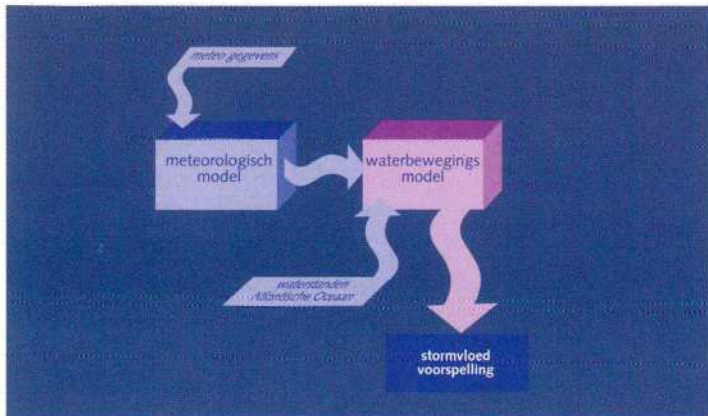 meteo gegevens
meteorologisch
model
waterbewegings
model
waterstanden
Atlantische Oceaan
stormvloed
voorspelling